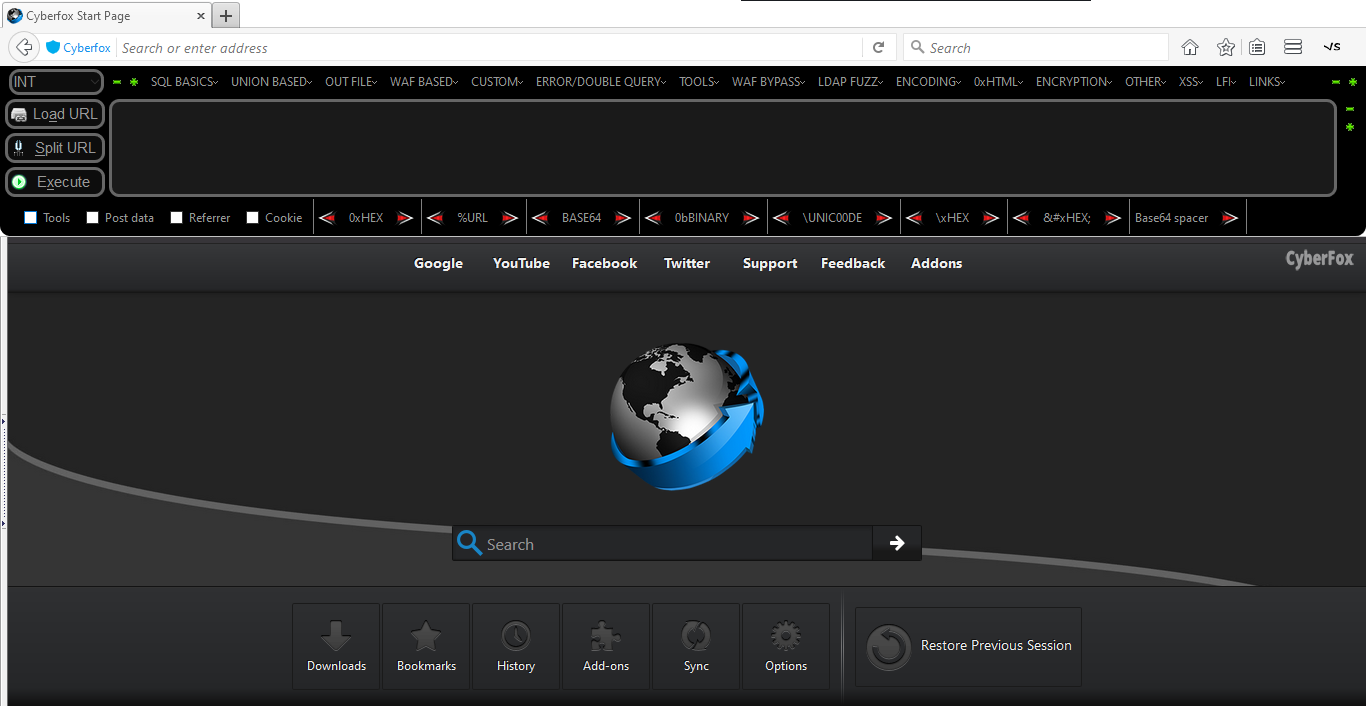 Cyberfox Start Page
Cyberfox Search or enter address Search
INT SQL BASICS UNION BASED OUT FILE WAF BASED CUSTOM ERROR/DOUBLE QUERY TOOLS WAF BYPASS LDAP FUZZ ENCODING 0xHTML ENCRYPTION OTHER XSS LFI LINKS
Load URL
Split URL
Execute
Tools Post data Referrer Cookie 0xHEX %URL BASE64 0bBINARY \UNIC00DE \xHEX &#xHEX; Base64 spacer
Google YouTube Facebook Twitter Support Feedback Addons CyberFox
Search
Downloads Bookmarks History Add-ons Sync Options Restore Previous Session